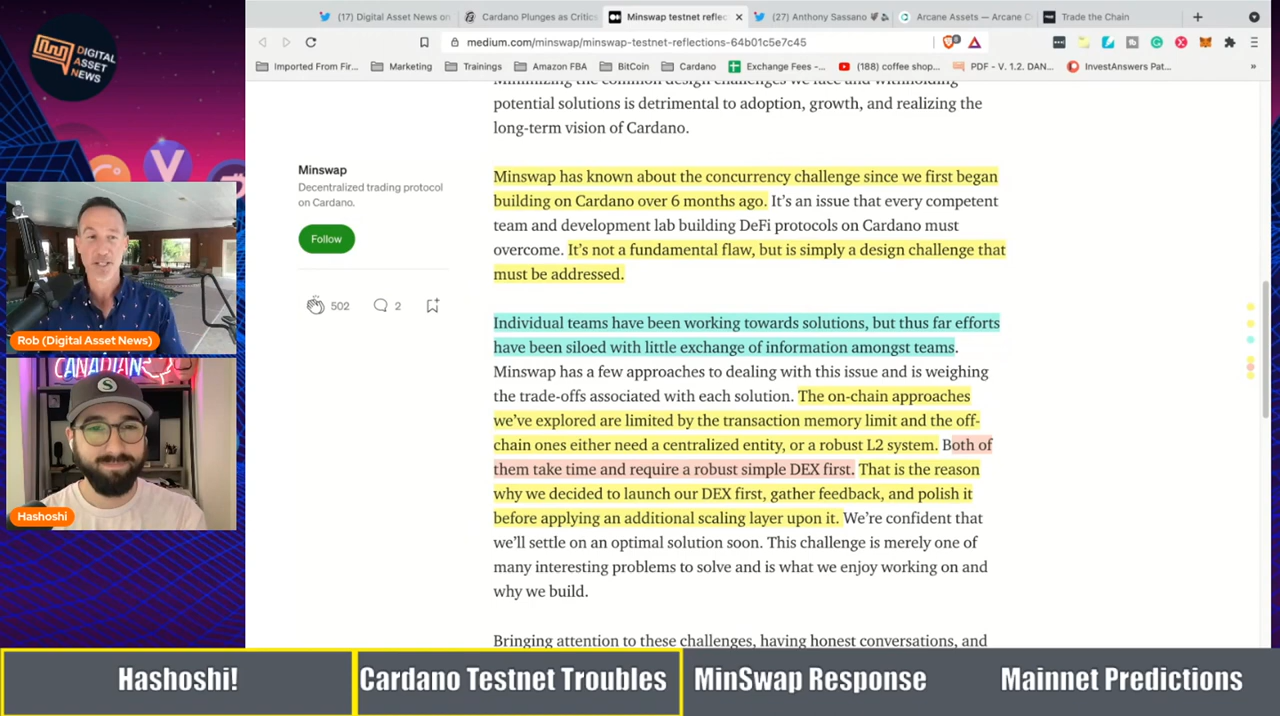 DIGITAL
ASSET
NEWS
(17) Digital Asset News on
Cardano Plunges as Critics
Minswap testnet reflec
(27) Anthony Sassano
Arcane Assets — Arcane C
Trade the Chain
medium.com/minswap/minswap-testnet-reflections-64b01c5e7c45
Imported From Fir...
Marketing
Trainings
Amazon FBA
BitCoin
Cardano
Exchange Fees -...
(188) coffee shop...
PDF - V. 1.2. DAN...
InvestAnswers Pat...
Minimizing the common design challenges we face and withholding
potential solutions is detrimental to adoption, growth, and realizing the
long-term vision of Cardano.
Minswap
Decentralized trading protocol
on Cardano.
Follow
502
2
Minswap has known about the concurrency challenge since we first began
building on Cardano over 6 months ago. It's an issue that every competent
team and development lab building DeFi protocols on Cardano must
overcome. It's not a fundamental flaw, but is simply a design challenge that
must be addressed.
Individual teams have been working towards solutions, but thus far efforts
have been siloed with little exchange of information amongst teams.
Minswap has a few approaches to dealing with this issue and is weighing
the trade-offs associated with each solution. The on-chain approaches
we've explored are limited by the transaction memory limit and the off-
chain ones either need a centralized entity, or a robust L2 system. Both of
them take time and require a robust simple DEX first. That is the reason
why we decided to launch our DEX first, gather feedback, and polish it
before applying an additional scaling layer upon it. We're confident that
we'll settle on an optimal solution soon. This challenge is merely one of
many interesting problems to solve and is what we enjoy working on and
why we build.
Bringing attention to these challenges, having honest conversations, and
Rob (Digital Asset News)
CANADIAN
S
Hashoshi
Hashoshi!
Cardano Testnet Troubles
MinSwap Response
Mainnet Predictions